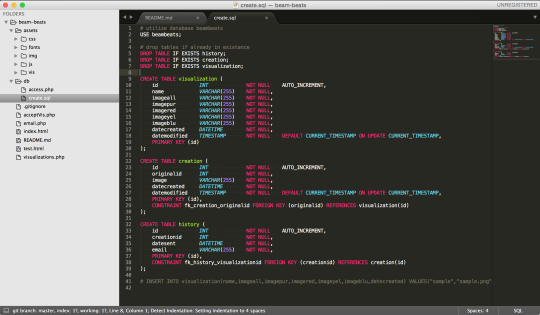 create.sql — beam-beats
UNREGISTERED
FOLDERS
beam-beats
assets
css
fonts
img
js
vis
db
access.php
create.sql
.gitignore
acceptVis.php
email.php
index.html
README.md
test.html
visualizations.php
README.md
create.sql
1 # utilize database beambeats
2 USE beambeats;
3
4 # drop tables if already in existance
5 DROP TABLE IF EXISTS history;
6 DROP TABLE IF EXISTS creation;
7 DROP TABLE IF EXISTS visualization;
8
9 CREATE TABLE visualization (
10 id INT NOT NULL AUTO_INCREMENT,
11 name VARCHAR(255) NOT NULL,
12 imageall VARCHAR(255) NOT NULL,
13 imagepur VARCHAR(255) NOT NULL,
14 imagered VARCHAR(255) NOT NULL,
15 imageyel VARCHAR(255) NOT NULL,
16 imageblu VARCHAR(255) NOT NULL,
17 datecreated DATETIME NOT NULL,
18 datemodified TIMESTAMP NOT NULL DEFAULT CURRENT_TIMESTAMP ON UPDATE CURRENT_TIMESTAMP,
19 PRIMARY KEY (id)
20 );
21
22 CREATE TABLE creation (
23 id INT NOT NULL AUTO_INCREMENT,
24 originalid INT NOT NULL,
25 image VARCHAR(255) NOT NULL,
26 datecreated DATETIME NOT NULL,
27 datemodified TIMESTAMP NOT NULL DEFAULT CURRENT_TIMESTAMP ON UPDATE CURRENT_TIMESTAMP,
28 PRIMARY KEY (id),
29 CONSTRAINT fk_creation_originalid FOREIGN KEY (originalid) REFERENCES visualization(id)
30 );
31
32 CREATE TABLE history (
33 id INT NOT NULL AUTO_INCREMENT,
34 creationid INT NOT NULL,
35 datesent DATETIME NOT NULL,
36 email VARCHAR(255) NOT NULL,
37 PRIMARY KEY (id),
38 CONSTRAINT fk_history_visualizationid FOREIGN KEY (creationid) REFERENCES creation(id)
39 );
40
41 # INSERT INTO visualization(name,imageall,imagepur,imagered,imageyel,imageblu,datecreated) VALUES("sample","sample.png"
42
git branch: master, index: 1?, working: 1?, Line 8, Column 1; Detect Indentation: Setting indentation to 4 spaces
Spaces: 4
SQL